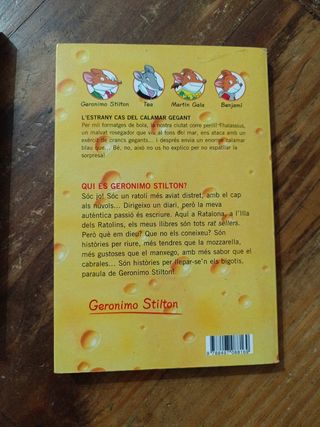 Geronimo Stilton Tea Martin Gala Benjamí
L'ESTRANY CAS DEL CALAMAR GEGANT
Per mil formatges de bola, la nostra ciutat corre perill! Thalassius,
un malvat rosegador que viu al fons del mar, ens ataca amb un
exèrcit de crancs gegants... i després envia un enorme calamar
blau que... Bé, no, això no us ho explico per no espatllar la
sorpresa!
QUI ÉS GERONIMO STILTON?
Sóc jo! Sóc un ratolí més aviat distret, amb el cap
als núvols... Dirigeixo un diari, però la meva
autèntica passió és escriure. Aquí a Rataiona, a l'Illa
dels Ratolins, els meus llibres són tots rat sellers.
Però què em dieu? Que no els coneixeu? Són
històries per riure, més tendres que la mozzarella,
més gustoses que el manxego, amb més sabor que el
cabrales... Són històries per llepar-se'n els bigotis,
paraula de Geronimo Stilton!
Geronimo Stilton